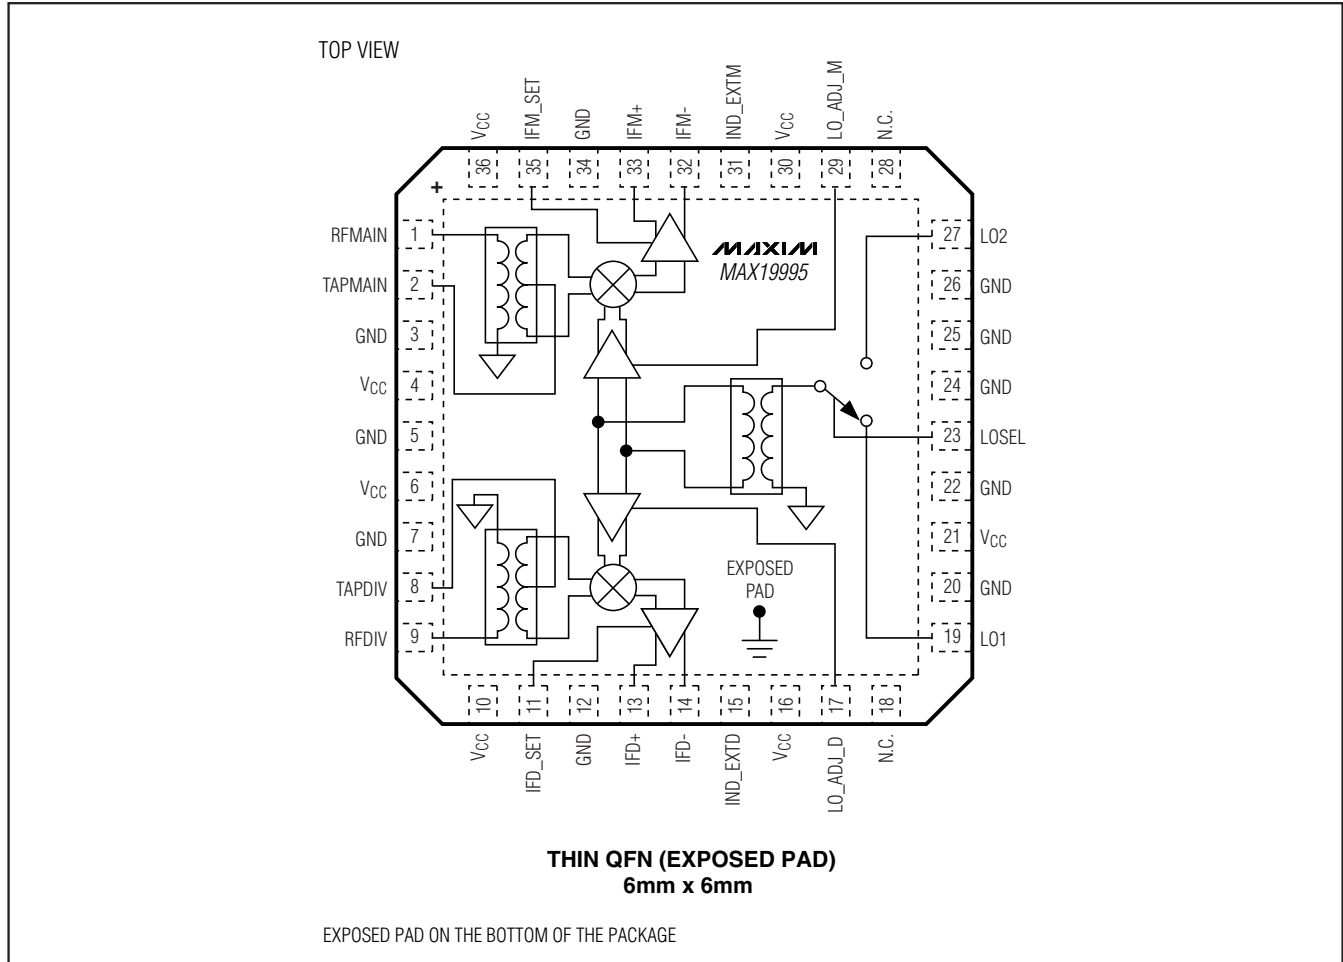 TOP VIEW
VCC
IFM_SET
GND
IFM+
IFM-
IND_EXTM
VCC
LO_ADJ_M
N.C.
36
35
34
33
32
31
30
29
28
+
RFMAIN 1
TAPMAIN 2
GND 3
VCC 4
GND 5
VCC 6
GND 7
TAPDIV 8
RFDIV 9
MAXIM
MAX19995
27 LO2
26 GND
25 GND
24 GND
23 LOSEL
22 GND
21 VCC
20 GND
19 LO1
EXPOSED
PAD
10
11
12
13
14
15
16
17
18
VCC
IFD_SET
GND
IFD+
IFD-
IND_EXTD
VCC
LO_ADJ_D
N.C.
THIN QFN (EXPOSED PAD)
6mm x 6mm
EXPOSED PAD ON THE BOTTOM OF THE PACKAGE